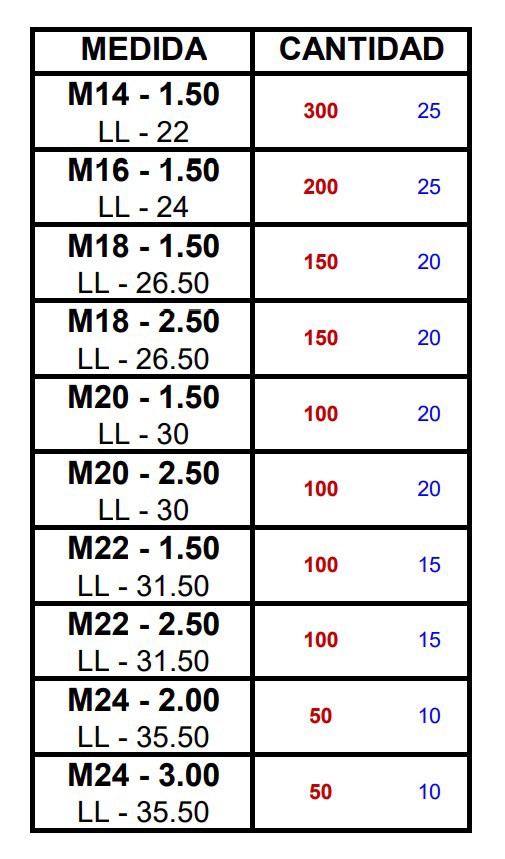 MEDIDA CANTIDAD
M14 - 1.50
LL - 22
300 25
M16 - 1.50
LL - 24
200 25
M18 - 1.50
LL - 26.50
150 20
M18 - 2.50
LL - 26.50
150 20
M20 - 1.50
LL - 30
100 20
M20 - 2.50
LL - 30
100 20
M22 - 1.50
LL - 31.50
100 15
M22 - 2.50
LL - 31.50
100 15
M24 - 2.00
LL - 35.50
50 10
M24 - 3.00
LL - 35.50
50 10